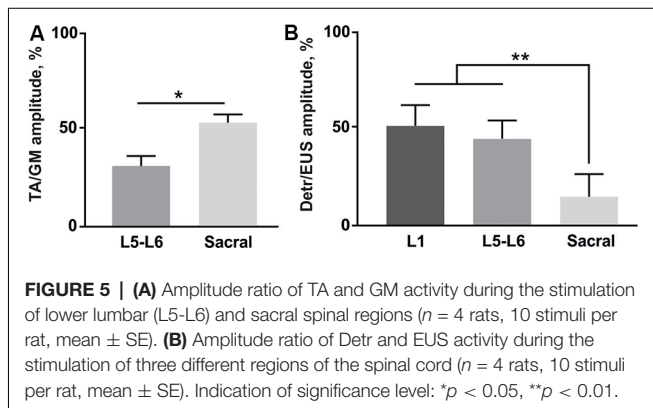 A
B
100
50
0
TA/GM amplitude, %
*
L5-L6
Sacral
100
50
0
Detr/EUS amplitude, %
**
L1
L5-L6
Sacral
FIGURE 5 | (A) Amplitude ratio of TA and GM activity during the stimulation
of lower lumbar (L5-L6) and sacral spinal regions (n = 4 rats, 10 stimuli per
rat, mean ± SE). (B) Amplitude ratio of Detr and EUS activity during the
stimulation of three different regions of the spinal cord (n = 4 rats, 10 stimuli
per rat, mean ± SE). Indication of significance level: *p < 0.05, **p < 0.01.